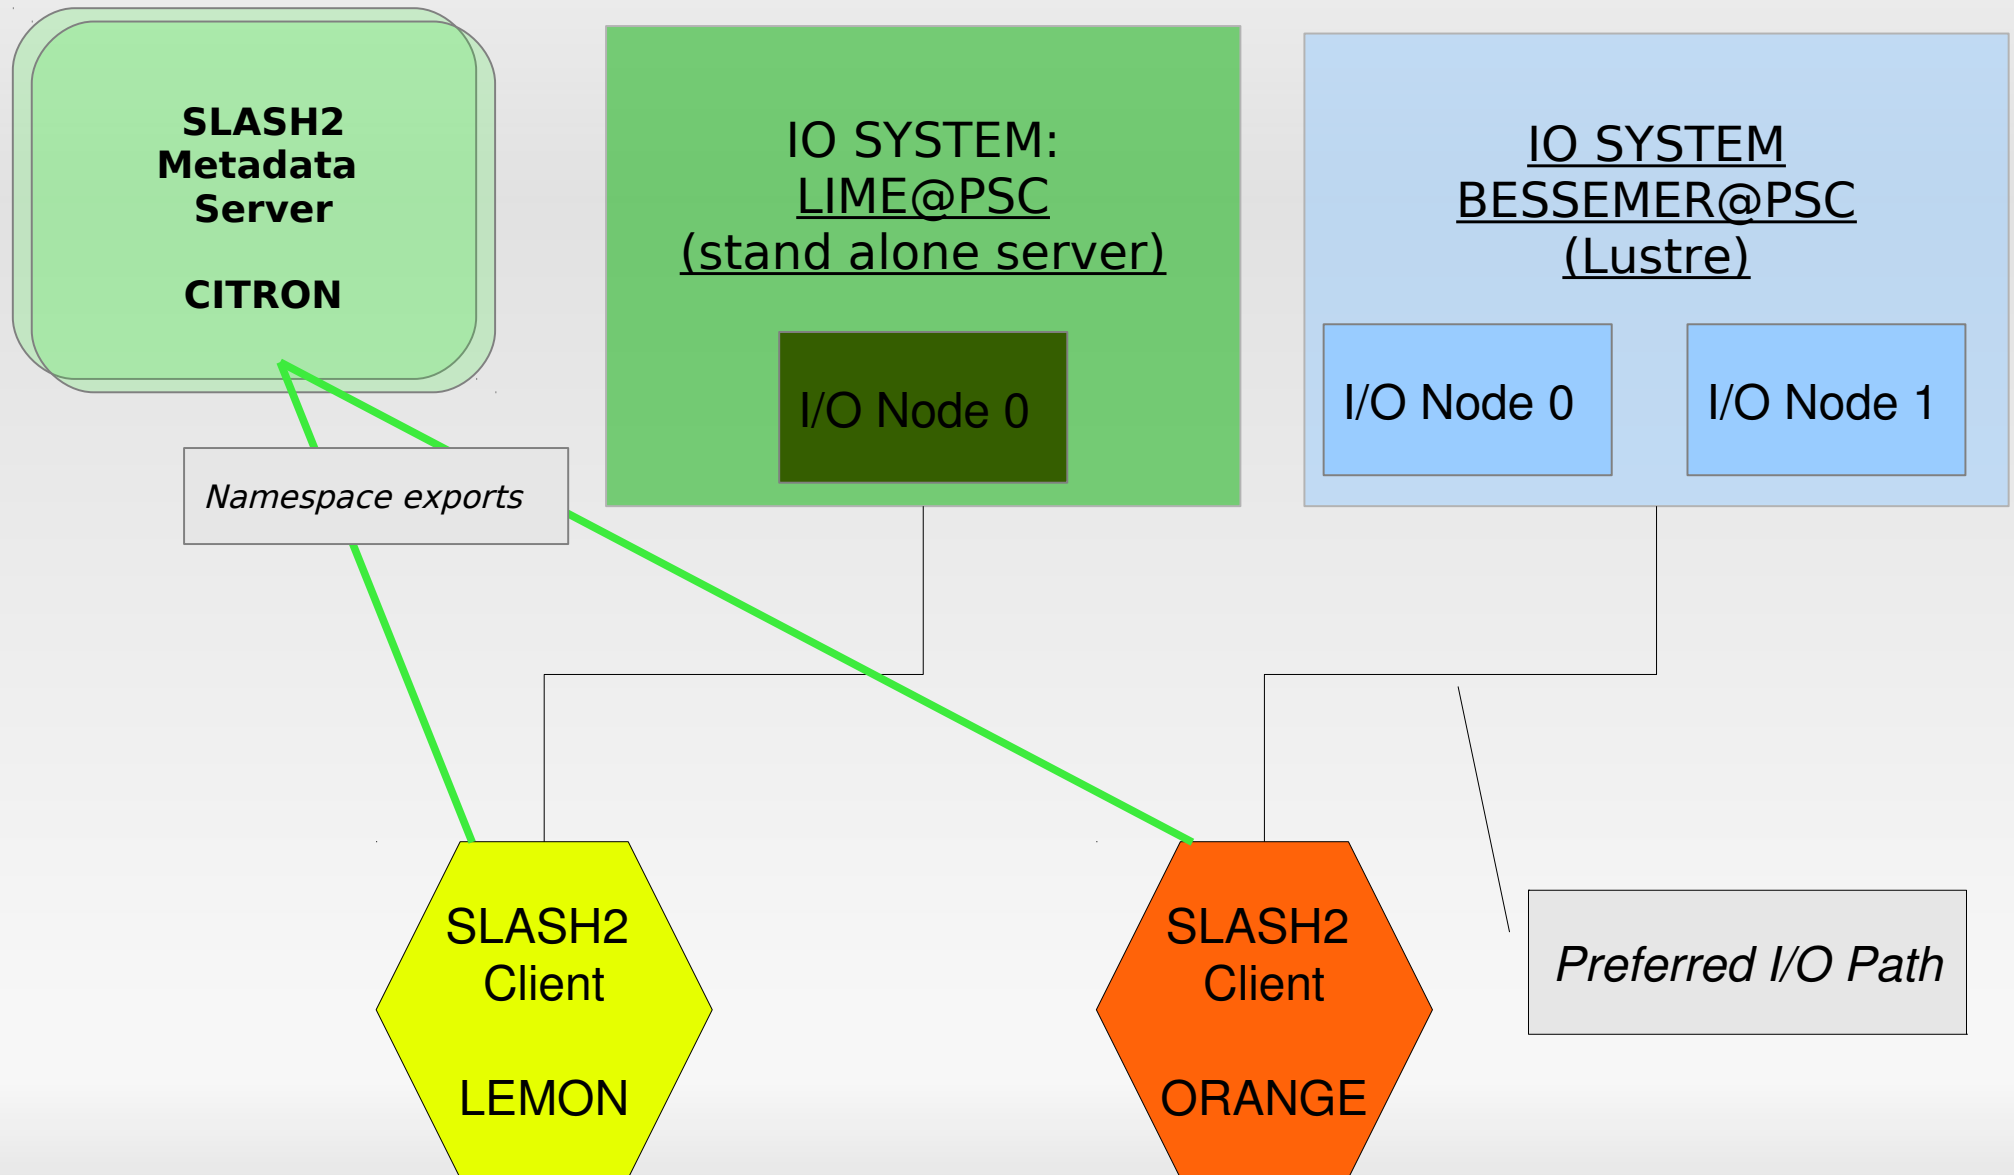 SLASH2
Metadata
Server
CITRON
IO SYSTEM:
LIME@PSC
(stand alone server)
I/O Node 0
IO SYSTEM
BESSEMER@PSC
(Lustre)
I/O Node 0
I/O Node 1
Namespace exports
SLASH2
Client
LEMON
SLASH2
Client
ORANGE
Preferred I/O Path